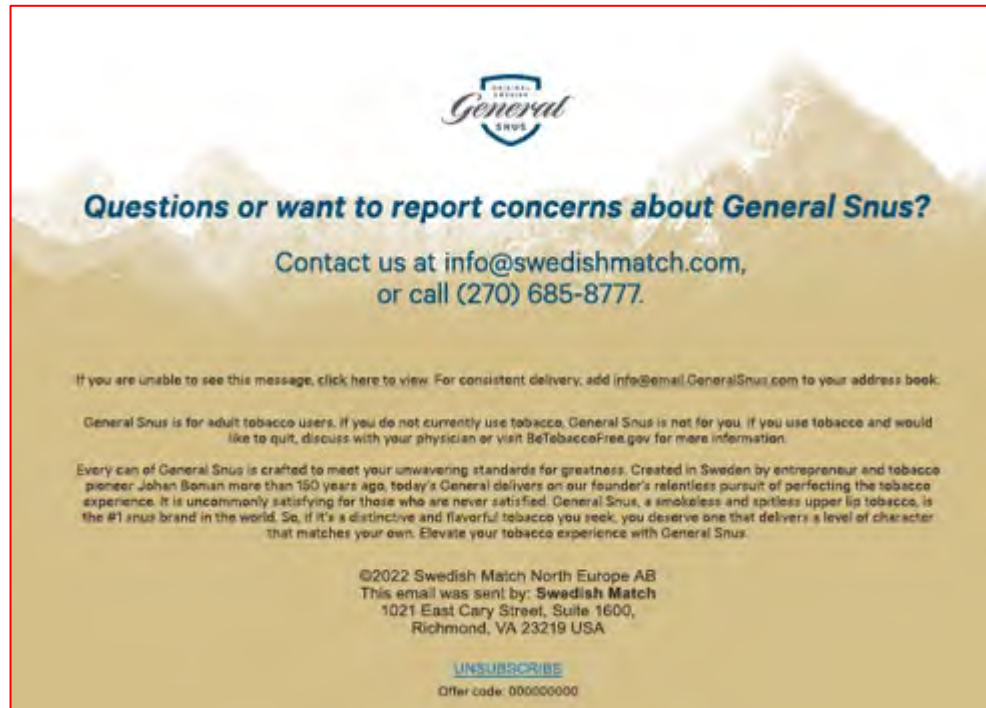 ORIGINAL
SWEDISH
General
SNUS
Questions or want to report concerns about General Snus?
Contact us at info@swedishmatch.com,
or call (270) 685-8777.
If you are unable to see this message, click here to view. For consistent delivery, add info@email.GeneralSnus.com to your address book.
General Snus is for adult tobacco users. If you do not currently use tobacco, General Snus is not for you. If you use tobacco and would
like to quit, discuss with your physician or visit BeTobaccoFree.gov for more information.
Every can of General Snus is crafted to meet your unwavering standards for greatness. Created in Sweden by entrepreneur and tobacco
pioneer Johan Boman more than 150 years ago, today's General delivers on our founder's relentless pursuit of perfecting the tobacco
experience. It is uncommonly satisfying for those who are never satisfied. General Snus, a smokeless and spitless upper lip tobacco, is
the #1 snus brand in the world. So, if it's a distinctive and flavorful tobacco you seek, you deserve one that delivers a level of character
that matches your own. Elevate your tobacco experience with General Snus.
©2022 Swedish Match North Europe AB
This email was sent by: Swedish Match
1021 East Cary Street, Suite 1600,
Richmond, VA 23219 USA
UNSUBSCRIBE
Offer code: 000000000